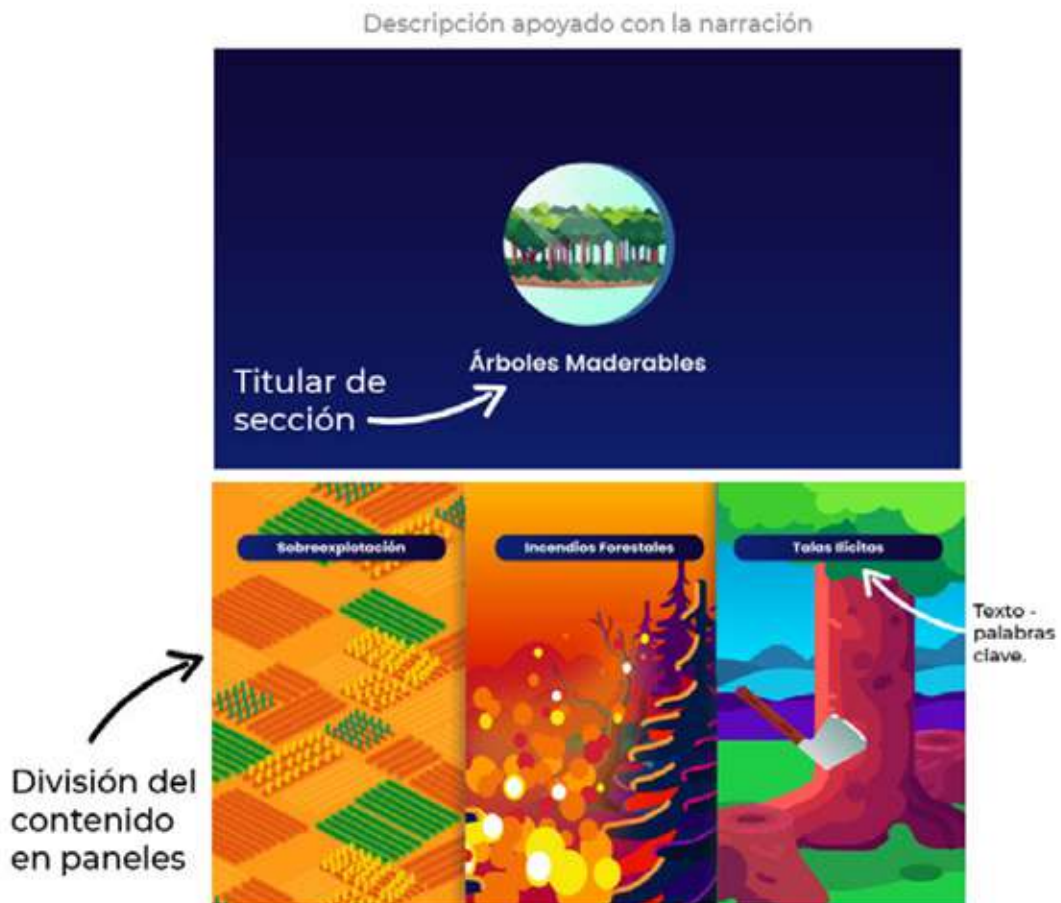 Descripción apoyado con la narración
Árboles Maderables
Titular de
sección
Sobreexplotación
Incendios Forestales
Talas Ilícitas
Texto -
palabras
clave.
División del
contenido
en paneles